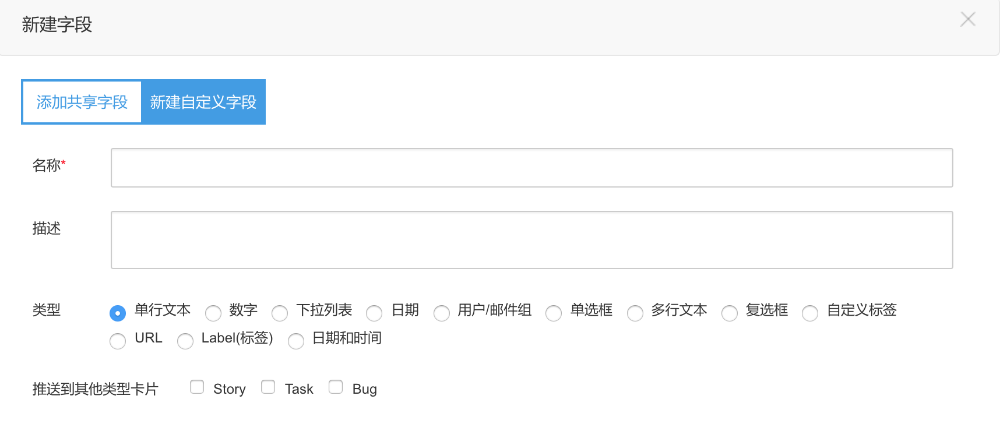 新建字段
添加共享字段 新建自定义字段
名称*
描述
类型 单行文本 数字 下拉列表 日期 用户/邮件组 单选框 多行文本 复选框 自定义标签
URL Label(标签) 日期和时间
推送到其他类型卡片 Story Task Bug